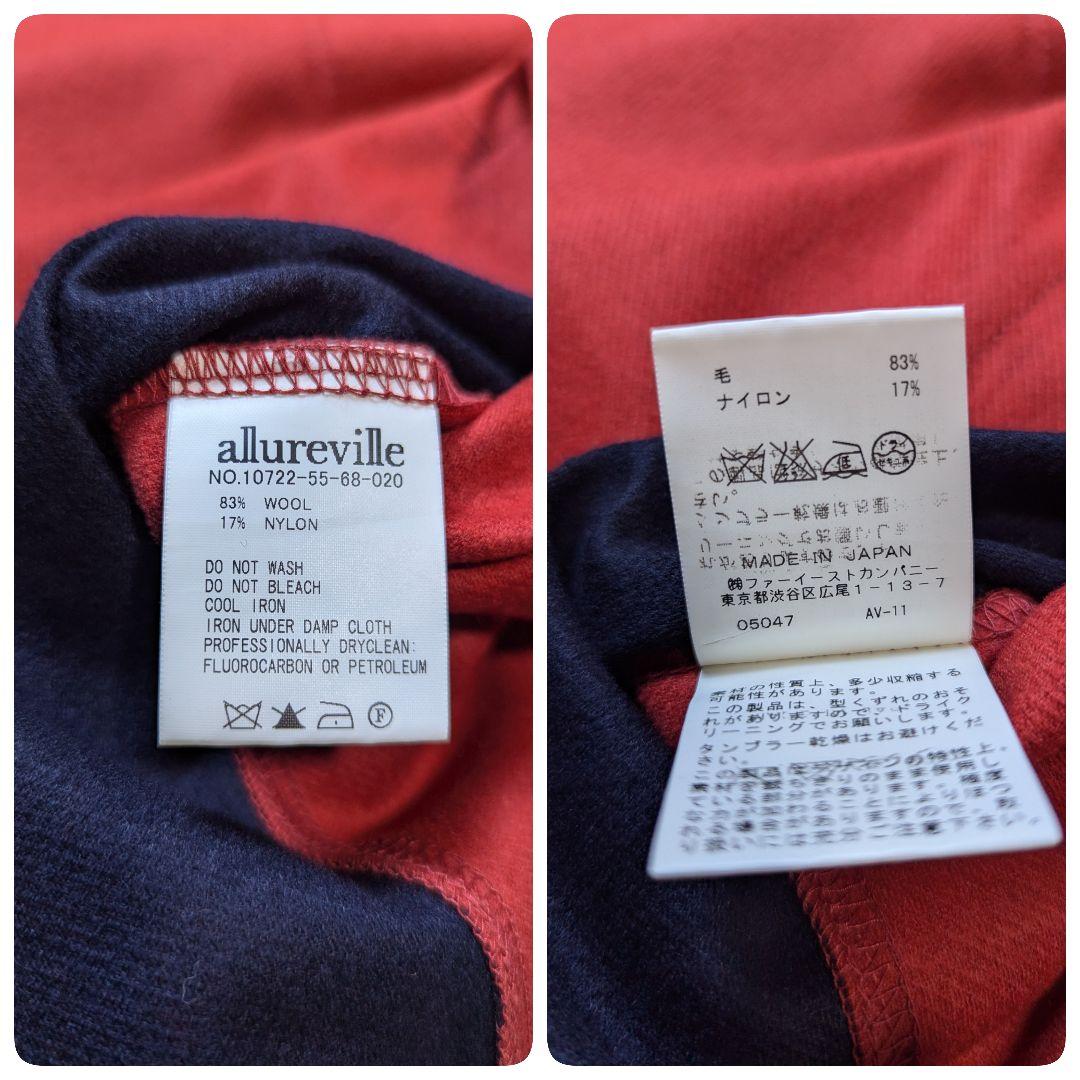 allureville
NO.10722-55-68-020
83% WOOL
17% NYLON
DO NOT WASH
DO NOT BLEACH
COOL IRON
IRON UNDER DAMP CLOTH
PROFESSIONALLY DRYCLEAN:
FLUOROCARBON OR PETROLEUM
F
毛 83%
ナイロン 17%
低 ドライ
MADE IN JAPAN
㈱ファーイーストカンパニー
東京都渋谷区広尾1-13-7
05047 AV-11
素材の性質上、多少収縮する
可能性があります。
この製品は、型くずれのおそ
れがありますので、ドライク
リーニングでお願いします。
タンブラー乾燥はお避けくだ
さい。